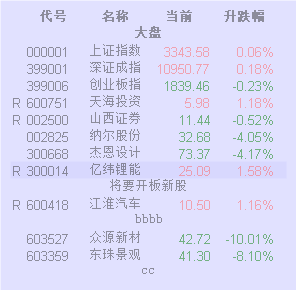 代号 名称 当前 升跌幅
大盘
000001 上证指数 3343.58 0.06%
399001 深证成指 10950.77 0.18%
399006 创业板指 1839.46 -0.23%
R 600751 天海投资 5.98 1.18%
R 002500 山西证券 11.44 -0.52%
002825 纳尔股份 32.68 -4.05%
300668 杰恩设计 73.37 -4.17%
R 300014 亿纬锂能 25.09 1.58%
将要开板新股
R 600418 江淮汽车 10.50 1.16%
bbbb
603527 众源新材 42.72 -10.01%
603359 东珠景观 41.30 -8.10%
cc